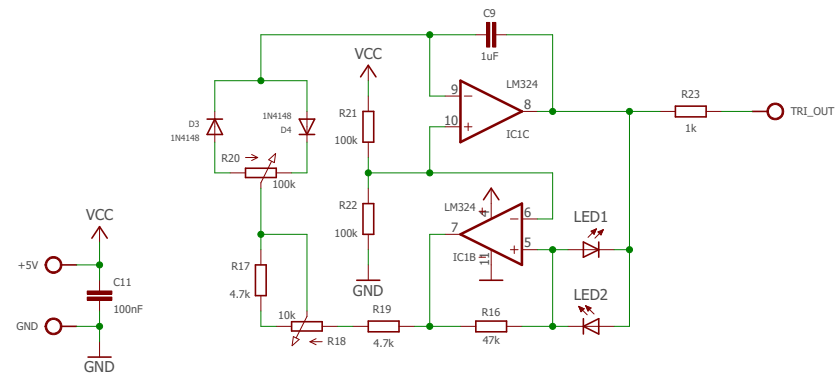 C9
1uF
VCC
LM324
9
8
10
IC1C
R23
1k
TRI_OUT
D3
1N4148
1N4148
D4
R21
100k
R20
100k
VCC
+5V
C11
100nF
GND
GND
R22
100k
GND
LM324
4
6
7
5
IC1B
11
LED1
LED2
R17
4.7k
10k
R18
R19
4.7k
R16
47k